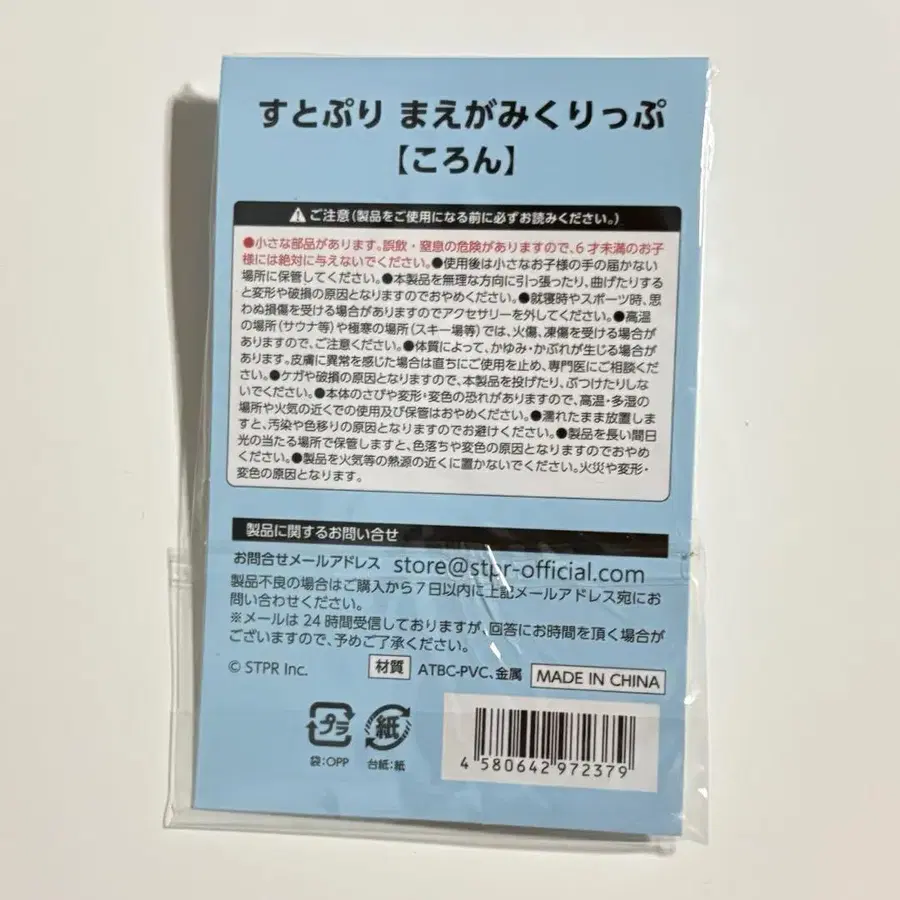 すとぷり まえがみくりっぷ
【ころん】
⚠ご注意(製品をご使用になる前に必ずお読みください。)
●小さな部品があります。誤飲・窒息の危険がありますので、6才未満のお子
様には絶対に与えないでください。●使用後は小さなお子様の手の届かない
場所に保管してください。●本製品を無理な方向に引っ張ったり、曲げたりする
と変形や破損の原因となりますのでおやめください。●就寝時やスポーツ時、思
わぬ損傷を受ける場合がありますのでアクセサリーを外してください。●高温
の場所(サウナ等)や極寒の場所(スキー場等)では、火傷、凍傷を受ける場合が
ありますので、ご注意ください。●体質によって、かゆみ・かぶれが生じる場合が
あります。皮膚に異常を感じた場合は直ちにご使用を止め、専門医にご相談くだ
さい。●ケガや破損の原因となりますので、本製品を投げたり、ぶつけたりしな
いでください。●本体のさびや変形・変色の恐れがありますので、高温・多湿の
場所や火気の近くでの使用及び保管はおやめください。●濡れたまま放置しま
すと、汚染や色移りの原因となりますのでお避けください。●製品を長い間日
光の当たる場所で保管しますと、色落ちや変色の原因となりますのでおやめ
ください。●製品を火気等の熱源の近くに置かないでください。火災や変形・
変色の原因となります。
製品に関するお問い合せ
お問合せメールアドレス store@stpr-official.com
製品不良の場合はご購入から7日以内に上記メールアドレス宛にお
問い合わせください。
※メールは24時間受信しておりますが、回答にお時間を頂く場合が
ございますので、予めご了承ください。
© STPR Inc. 材質 ATBC-PVC、金属 MADE IN CHINA
プラ 紙
袋:OPP 台紙:紙
4 580642 972379